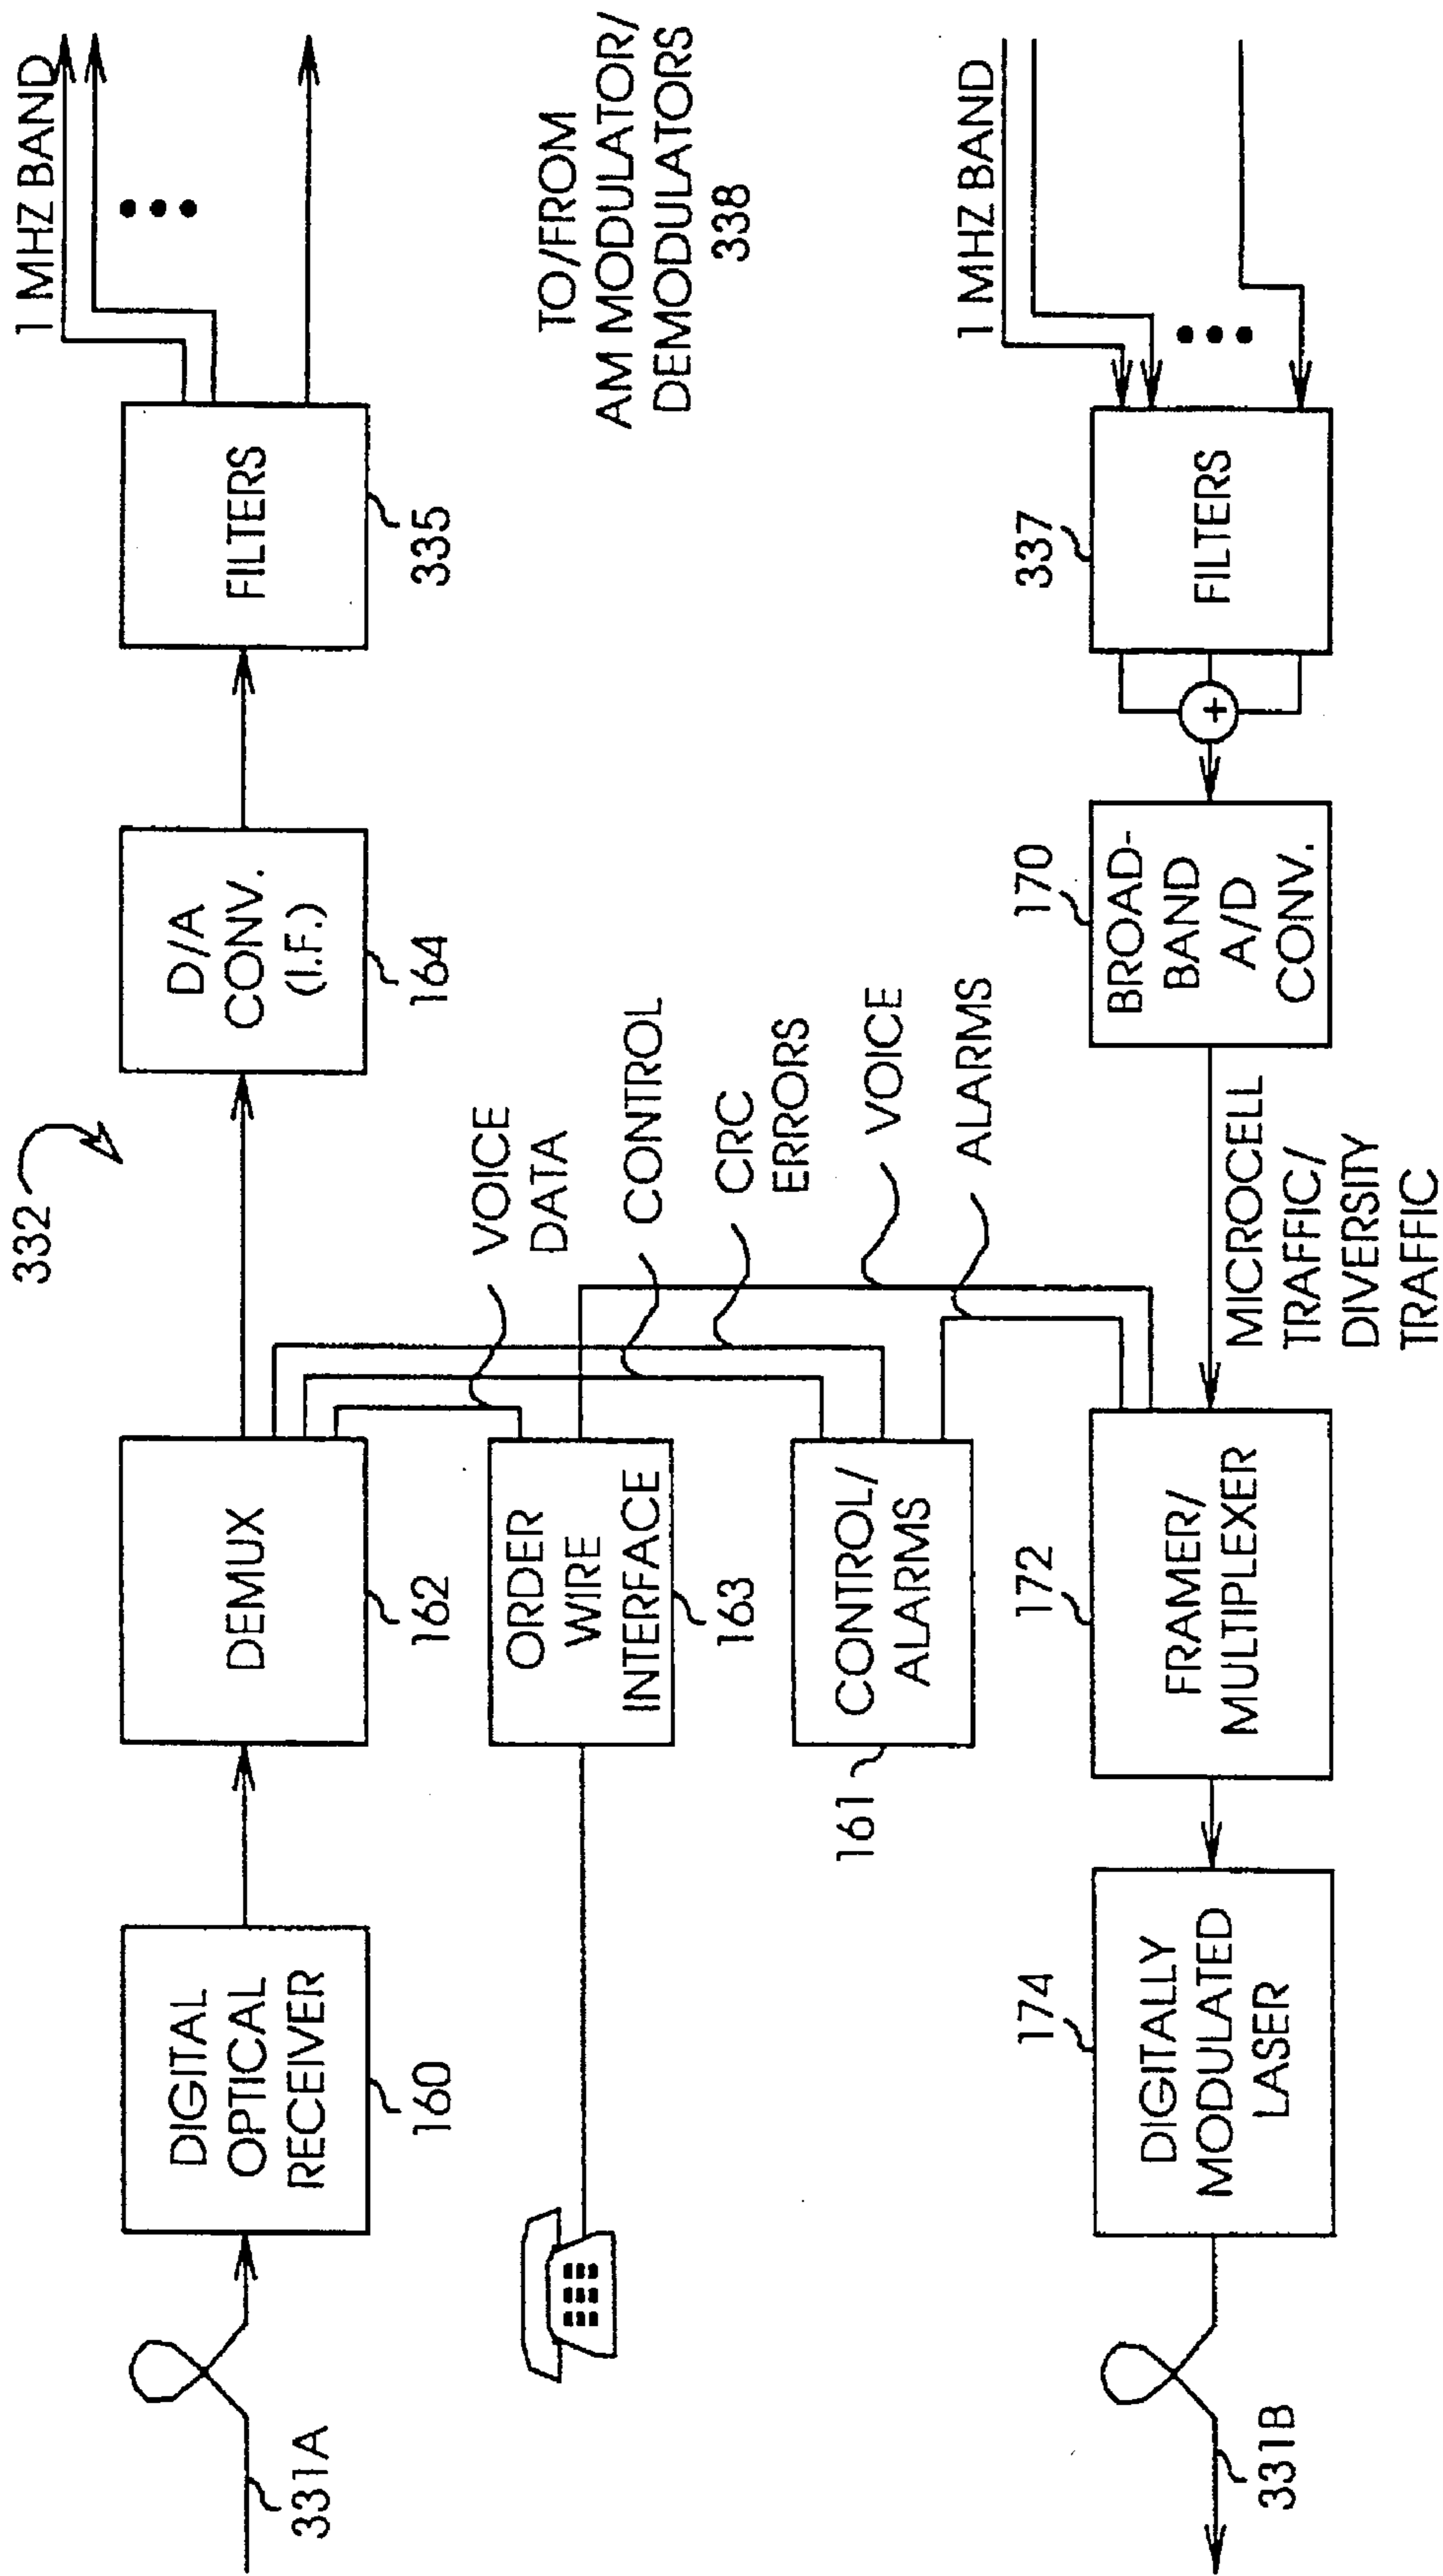 332
331A
DIGITAL
OPTICAL
RECEIVER
160
DEMUX
162
D/A
CONV.
(I.F.)
164
FILTERS
335
1 MHZ BAND
VOICE
DATA
CONTROL
CRC
ERRORS
VOICE
ALARMS
ORDER
WIRE
INTERFACE
163
CONTROL/
ALARMS
161
TO/FROM
AM MODULATOR/
DEMODULATORS
338
331B
174
DIGITALLY
MODULATED
LASER
172
FRAMER/
MULTIPLEXER
MICROCELL
TRAFFIC/
DIVERSITY
TRAFFIC
170
BROAD-
BAND
A/D
CONV.
+
337
FILTERS
1 MHZ BAND